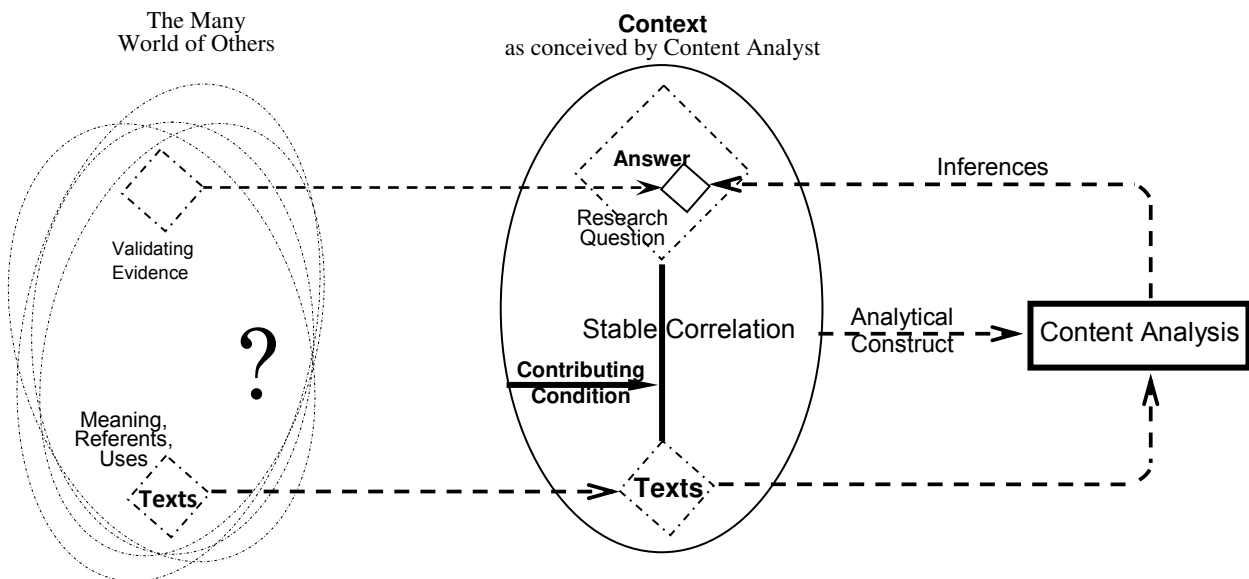 The Many
World of Others
Context
as conceived by Content Analyst
Answer
Inferences
Research
Question
Validating
Evidence
?
Stable Correlation
Analytical
Construct
Content Analysis
Contributing
Condition
Meaning,
Referents,
Uses
Texts
Texts